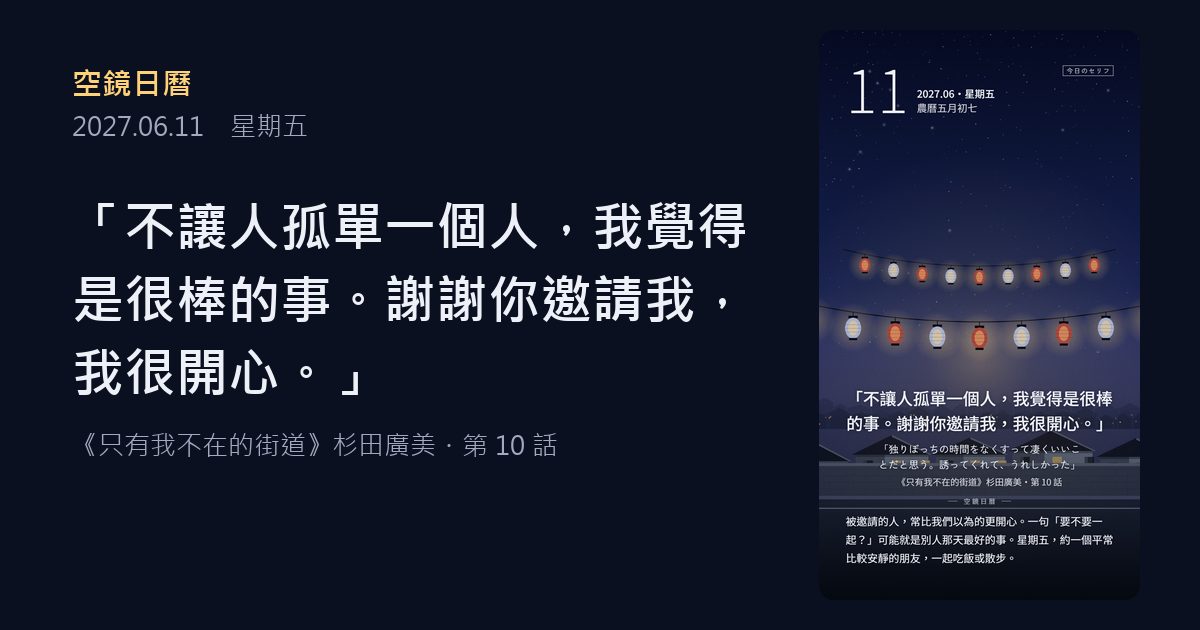 空鏡日曆
2027.06.11 星期五
「不讓人孤單一個人，我覺得
是很棒的事。謝謝你邀請我，
我很開心。」
《只有我不在的街道》杉田廣美・第 10 話
今日のセリフ
11
2027.06・星期五
農曆五月初七
「不讓人孤單一個人，我覺得是很棒
的事。謝謝你邀請我，我很開心。」
「独りぼっちの時間をなくすって凄くいいこ
とだと思う。誘ってくれて、うれしかった」
《只有我不在的街道》杉田廣美・第 10 話
空鏡日曆
被邀請的人，常比我們以為的更開心。一句「要不要一
起？」可能就是別人那天最好的事。星期五，約一個平常
比較安靜的朋友，一起吃飯或散步。